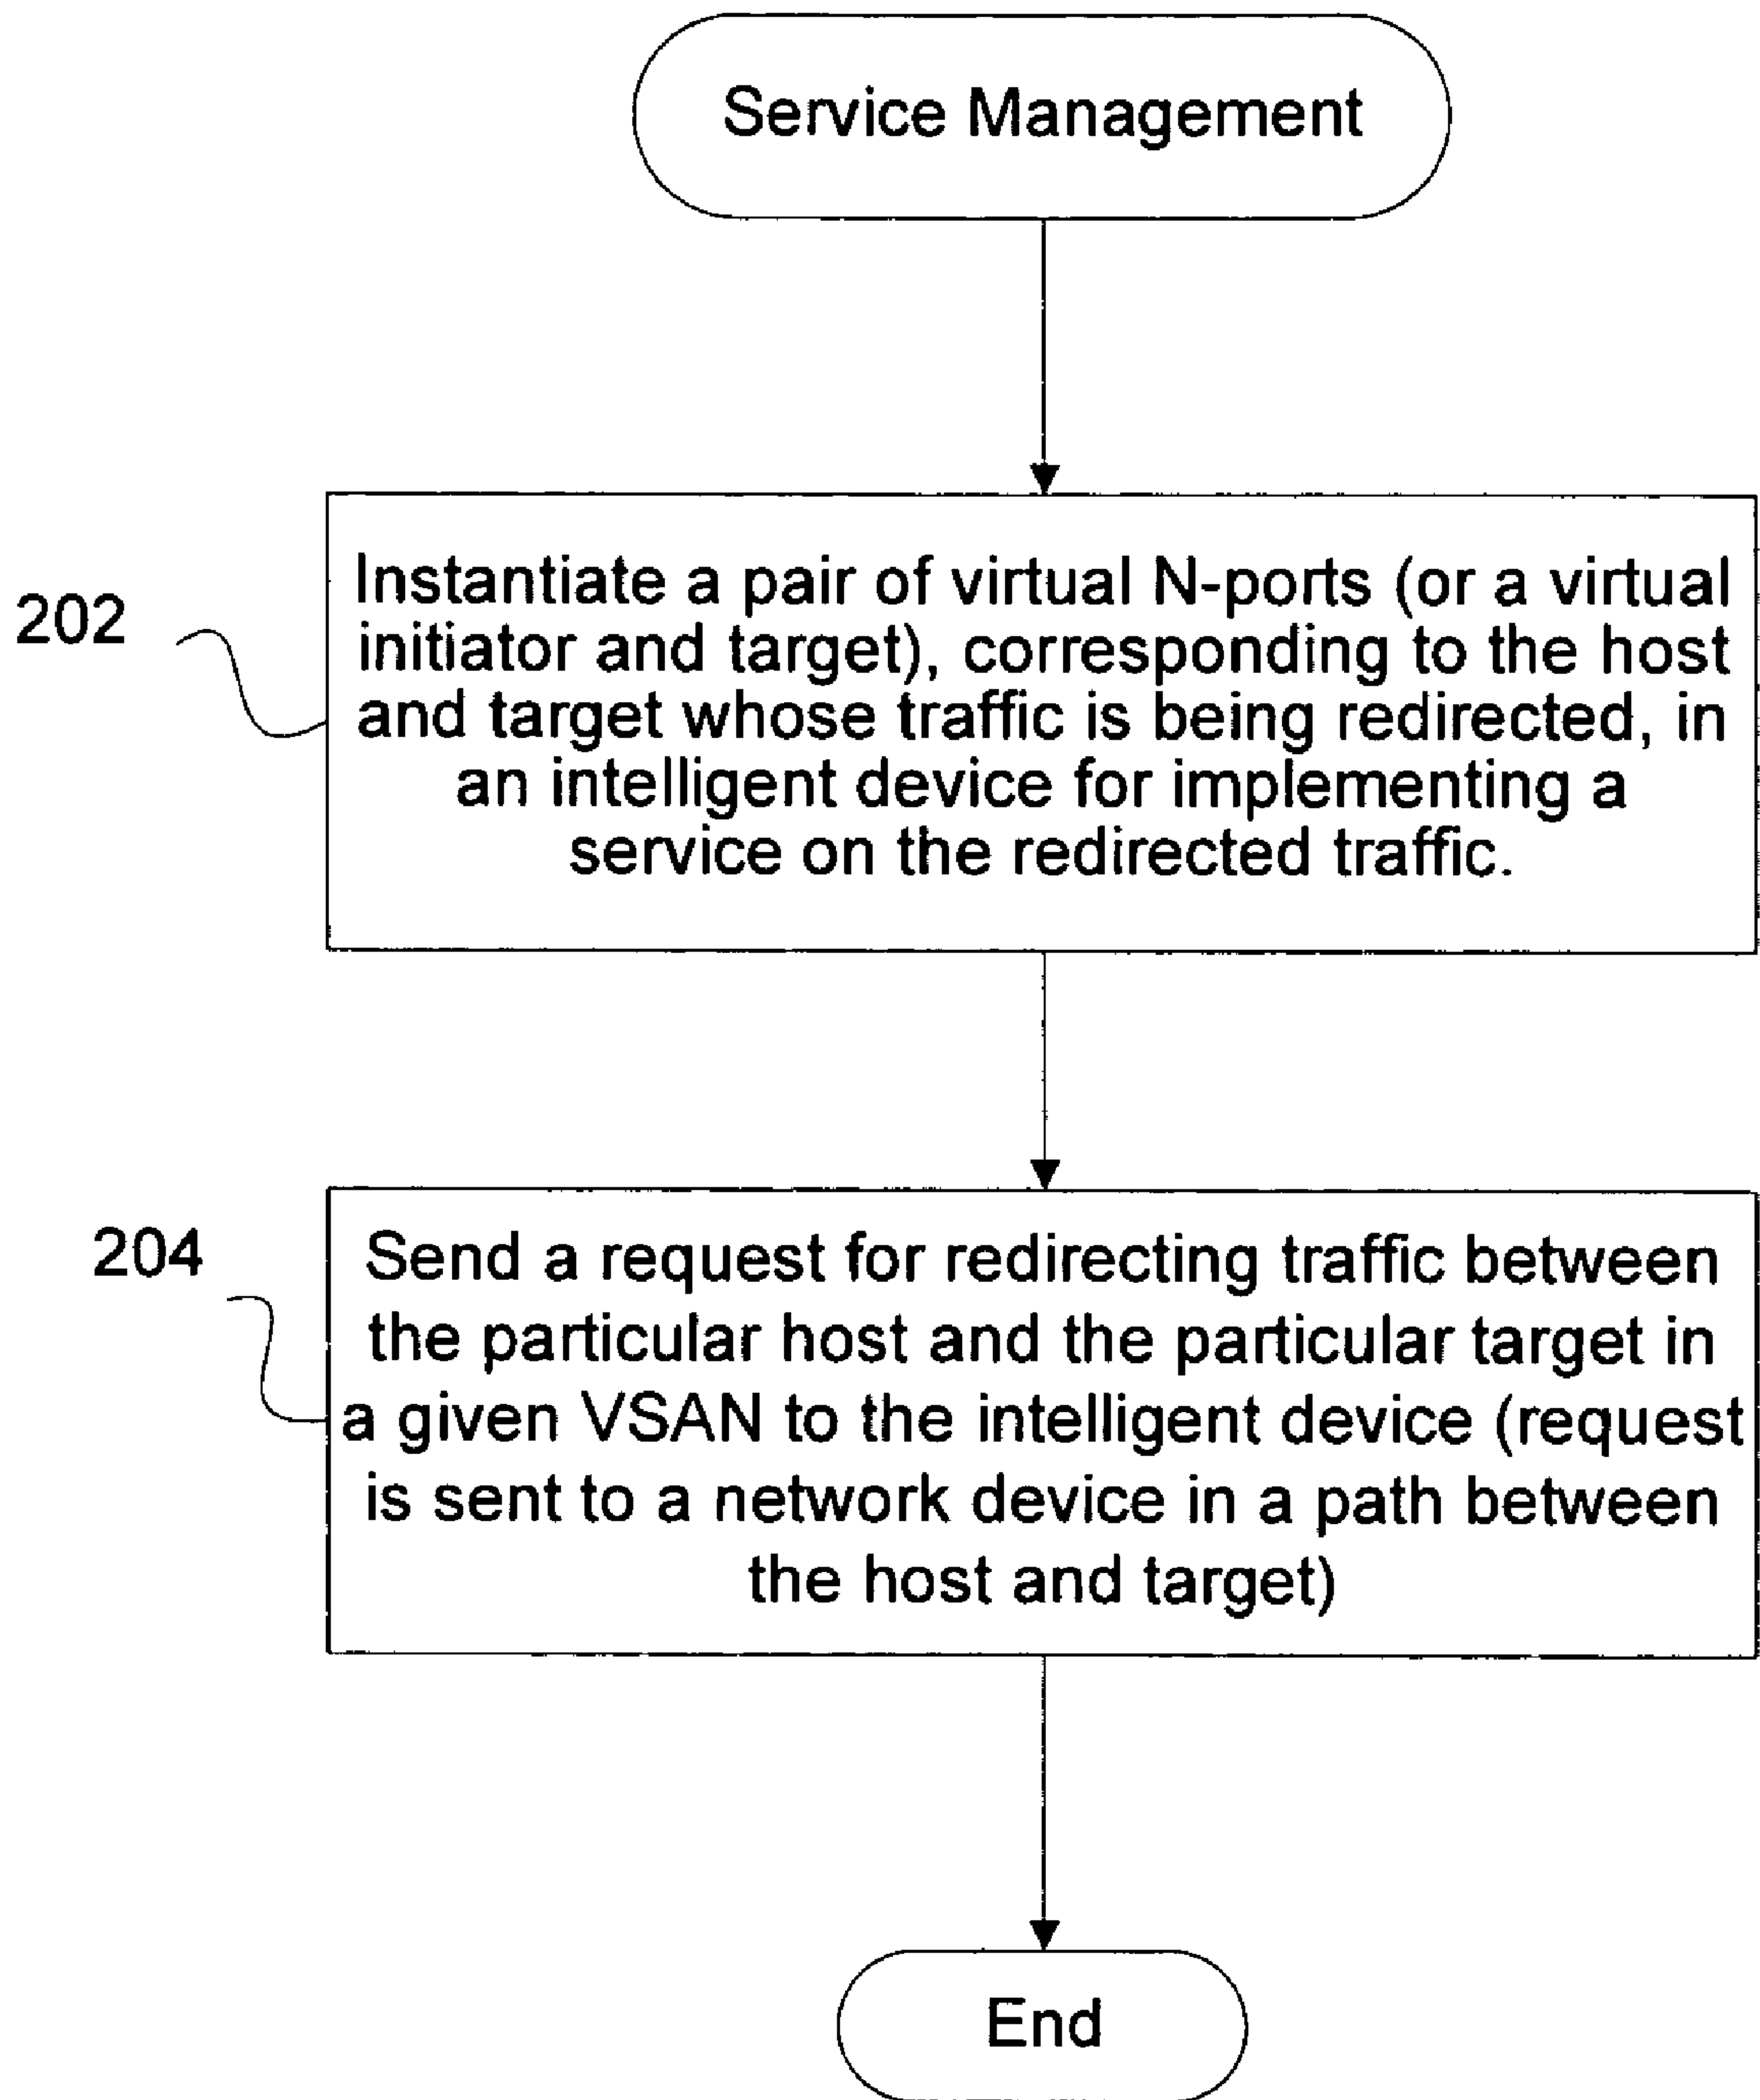 Service Management
202
Instantiate a pair of virtual N-ports (or a virtual
initiator and target), corresponding to the host
and target whose traffic is being redirected, in
an intelligent device for implementing a
service on the redirected traffic.
204
Send a request for redirecting traffic between
the particular host and the particular target in
a given VSAN to the intelligent device (request
is sent to a network device in a path between
the host and target)
End